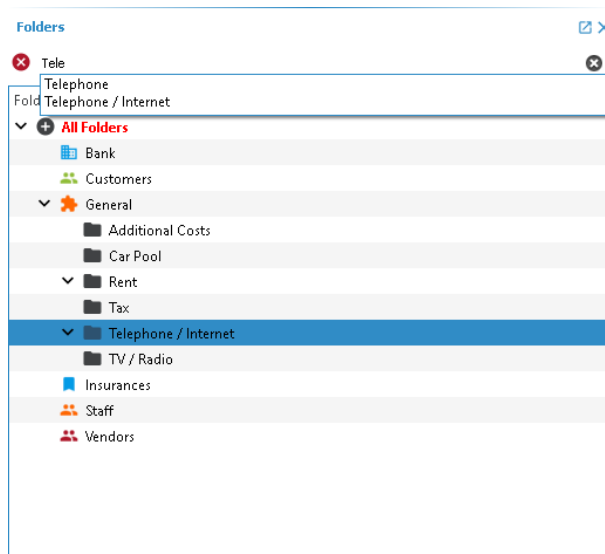 Folders
Tele
Telephone
Telephone / Internet
Fold
All Folders
Bank
Customers
General
Additional Costs
Car Pool
Rent
Tax
Telephone / Internet
TV / Radio
Insurances
Staff
Vendors